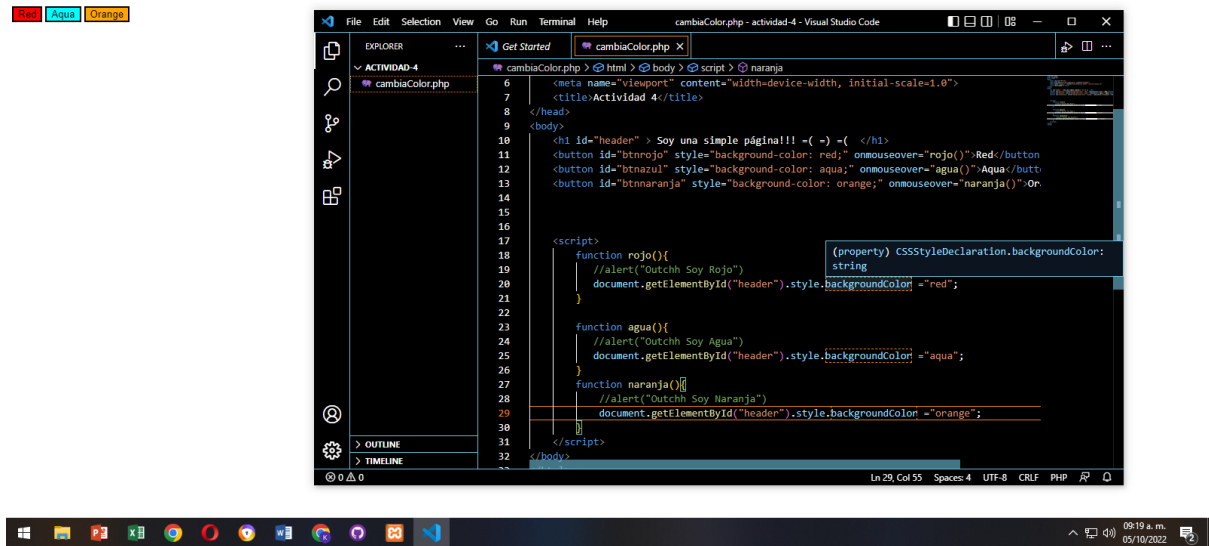 Red Aqua Orange
File Edit Selection View Go Run Terminal Help cambiaColor.php - actividad-4 - Visual Studio Code
EXPLORER ... Get Started cambiaColor.php
ACTIVIDAD-4
cambiaColor.php > html > body > script > naranja
cambiaColor.php
6 <meta name="viewport" content="width=device-width, initial-scale=1.0">
7 <title>Actividad 4</title>
8 </head>
9 <body>
10 <h1 id="header" > Soy una simple página!!! =( =) =( </h1>
11 <button id="btnrojo" style="background-color: red;" onmouseover="rojo()">Red</button
12 <button id="btnazul" style="background-color: aqua;" onmouseover="agua()">Aqua</butt
13 <button id="btnnaranja" style="background-color: orange;" onmouseover="naranja()">Or
14
15
16
17 <script>
(property) CSSStyleDeclaration.backgroundColor:
string
18 function rojo(){
19 //alert("Outchh Soy Rojo")
20 document.getElementById("header").style.backgroundColor ="red";
21 }
22
23 function agua(){
24 //alert("Outchh Soy Agua")
25 document.getElementById("header").style.backgroundColor ="aqua";
26 }
27 function naranja(){
28 //alert("Outchh Soy Naranja")
29 document.getElementById("header").style.backgroundColor ="orange";
30 }
31 </script>
32 </body>
OUTLINE
TIMELINE
0 0 Ln 29, Col 55 Spaces: 4 UTF-8 CRLF PHP
09:19 a. m.
05/10/2022
2